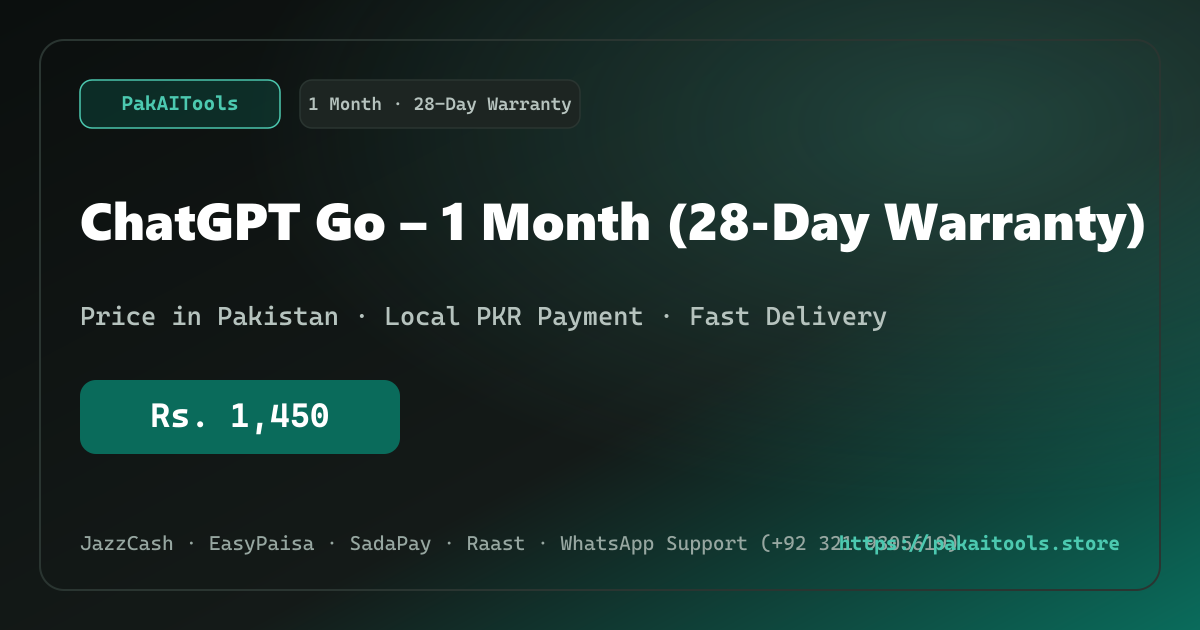 PakAITools
1 Month · 28-Day Warranty
ChatGPT Go – 1 Month (28-Day Warranty)
Price in Pakistan · Local PKR Payment · Fast Delivery
Rs. 1,450
JazzCash · EasyPaisa · SadaPay · Raast · WhatsApp Support (+92 321
https://pakaitools.store